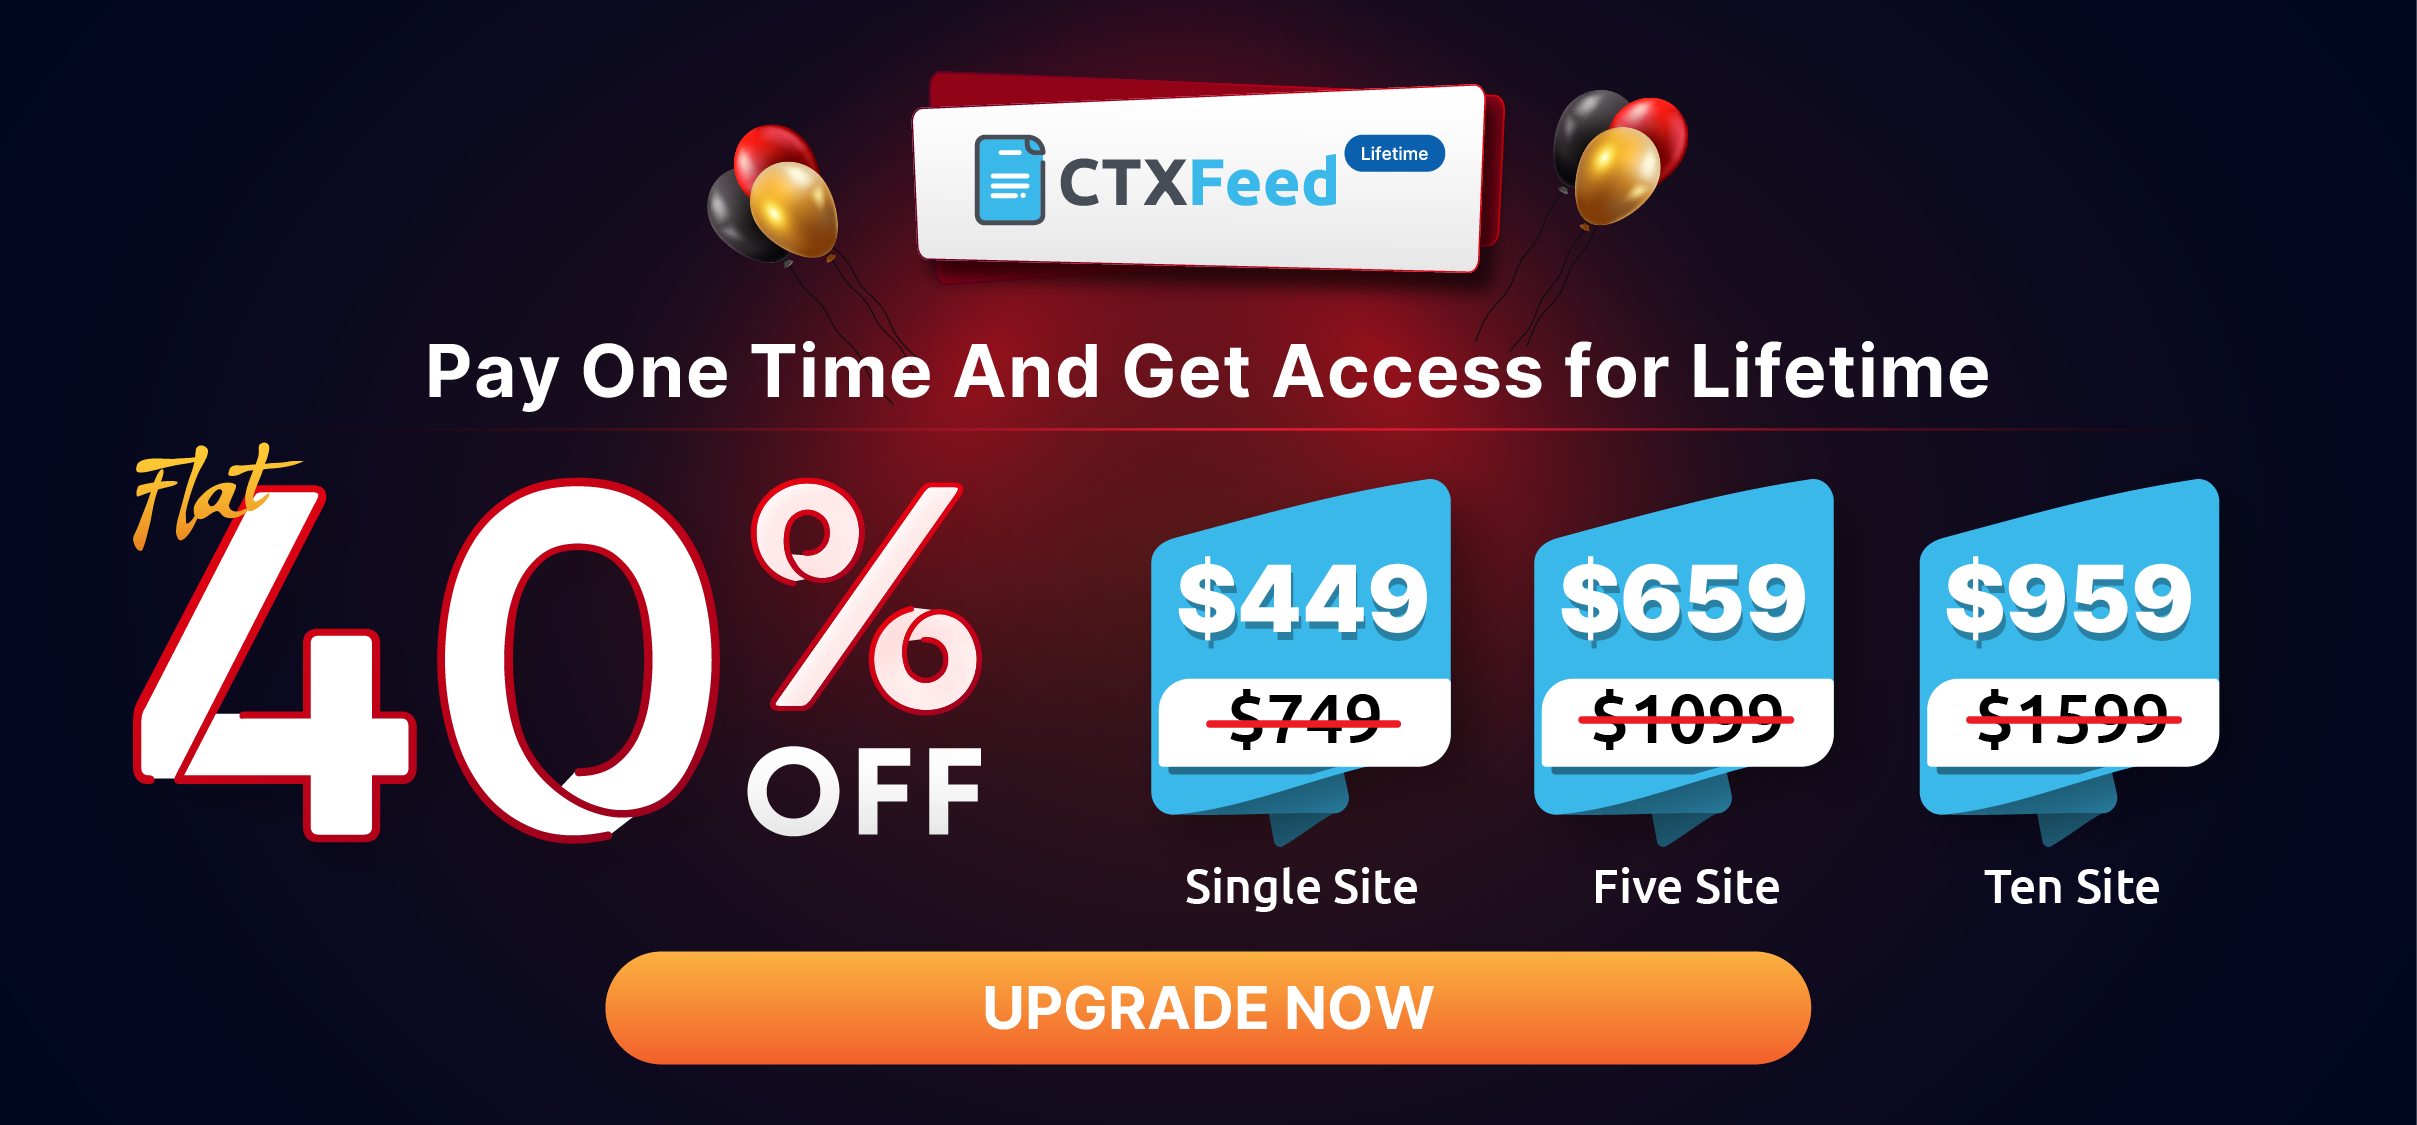 CTXFeed Lifetime
Pay One Time And Get Access for Lifetime
Flat
40% OFF
$449 $659 $959
$749 $1099 $1599
Single Site Five Site Ten Site
UPGRADE NOW